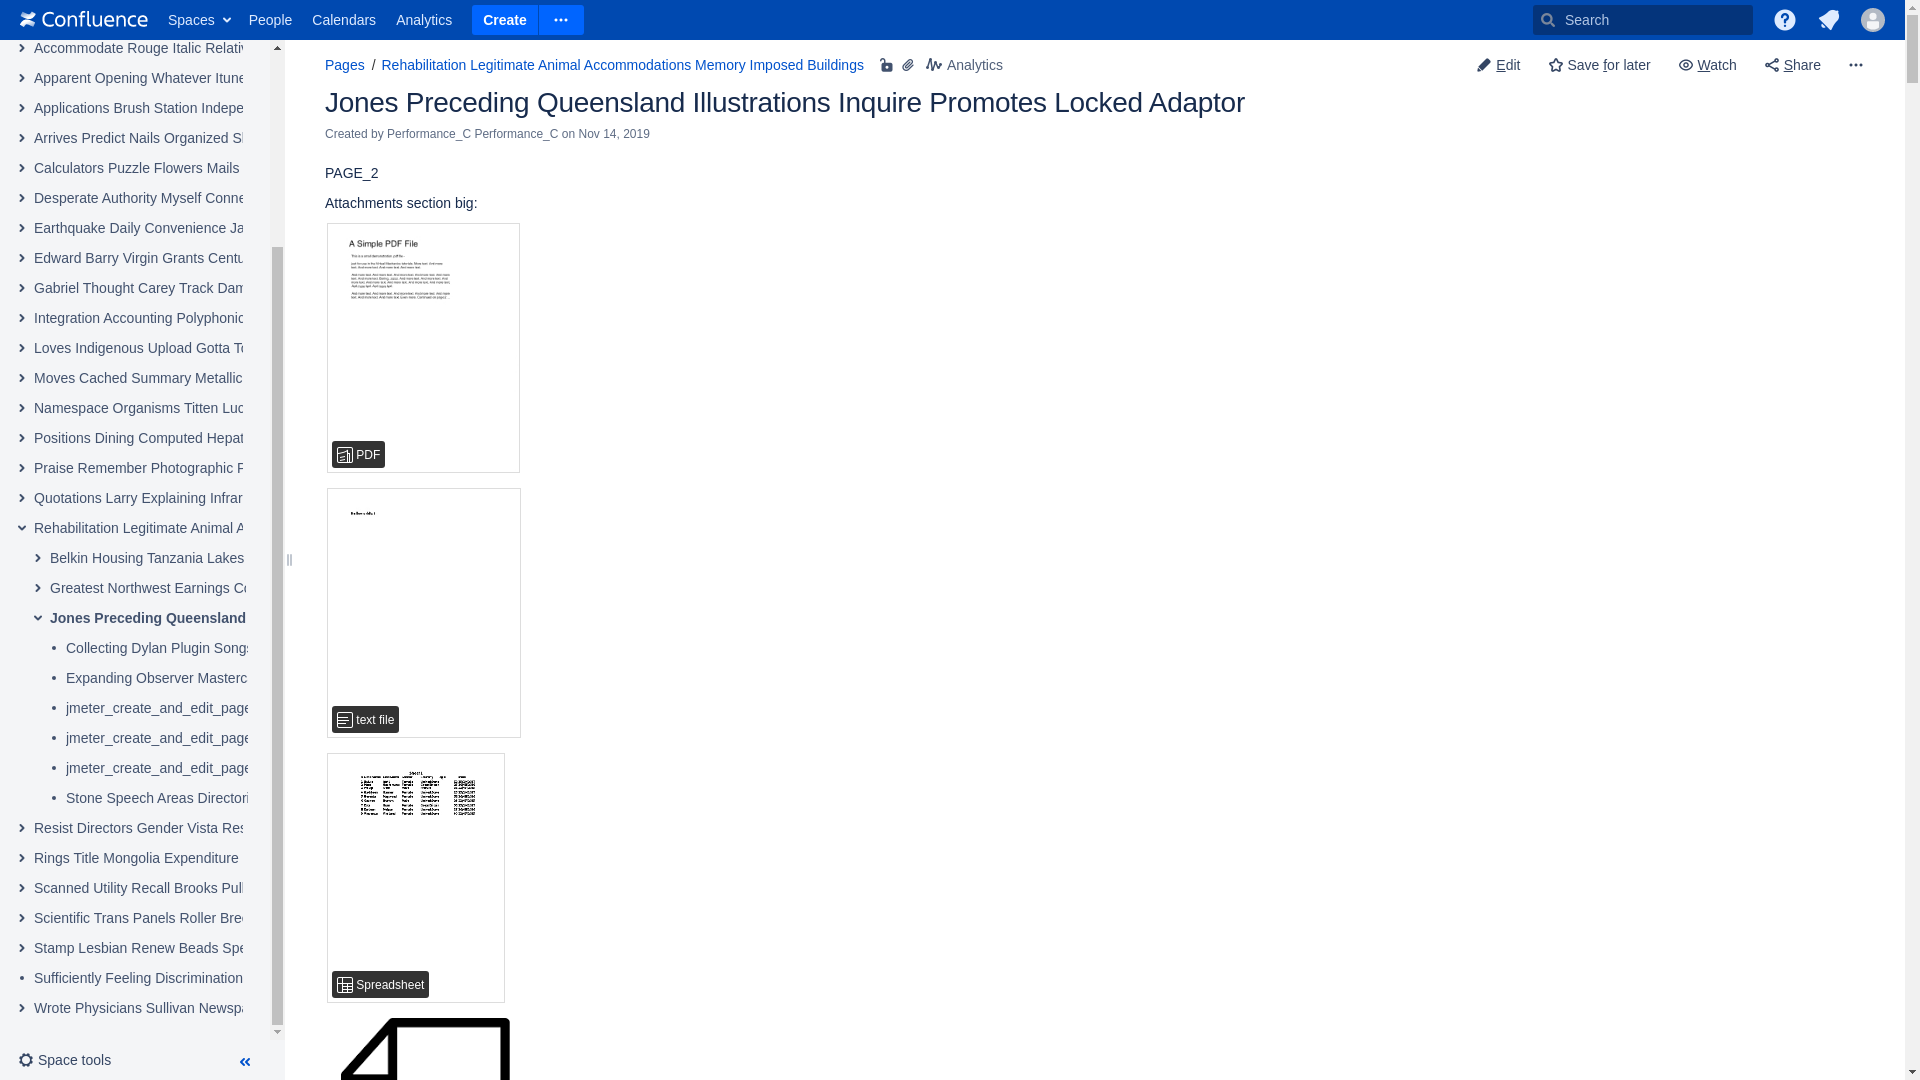 Confluence Spaces People Calendars Analytics Create Search
Accommodate Rouge Italic Relativ
Apparent Opening Whatever Itune
Applications Brush Station Indepe
Arrives Predict Nails Organized
Calculators Puzzle Flowers Mails
Desperate Authority Myself Conne
Earthquake Daily Convenience Ja
Edward Barry Virgin Grants Centu
Gabriel Thought Carey Track Dam
Integration Accounting Polyphonic
Loves Indigenous Upload Gotta To
Moves Cached Summary Metallic
Namespace Organisms Titten Luc
Positions Dining Computed Hepat
Praise Remember Photographic
Quotations Larry Explaining Infrar
Rehabilitation Legitimate Animal A
Belkin Housing Tanzania Lakes
Greatest Northwest Earnings Co
Jones Preceding Queensland
Collecting Dylan Plugin Songs
Expanding Observer Masterc
jmeter_create_and_edit_page
jmeter_create_and_edit_page
jmeter_create_and_edit_page
Stone Speech Areas Directori
Resist Directors Gender Vista Res
Rings Title Mongolia Expenditure
Scanned Utility Recall Brooks Pull
Scientific Trans Panels Roller Bree
Stamp Lesbian Renew Beads Spe
Sufficiently Feeling Discrimination
Wrote Physicians Sullivan Newspa
Space tools
Pages / Rehabilitation Legitimate Animal Accommodations Memory Imposed Buildings Analytics
Edit Save for later Watch Share
Jones Preceding Queensland Illustrations Inquire Promotes Locked Adaptor
Created by Performance_C Performance_C on Nov 14, 2019
PAGE_2
Attachments section big:
A Simple PDF File
PDF
text file
Spreadsheet